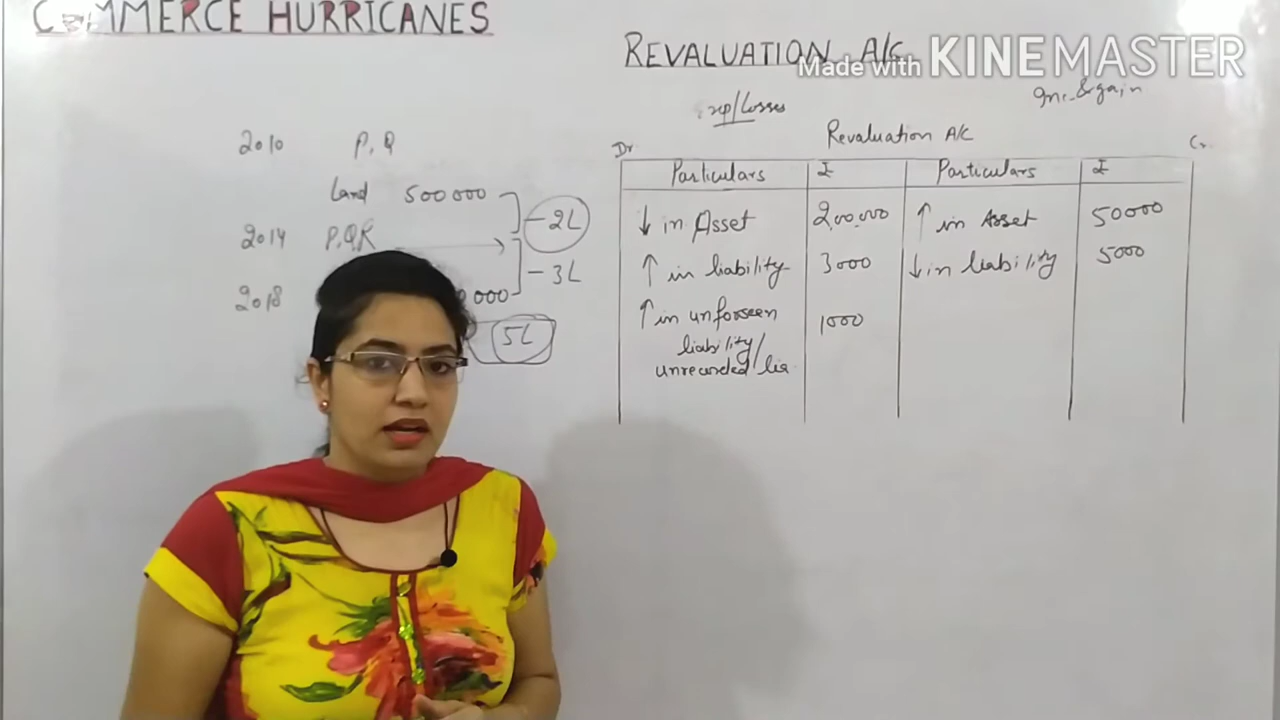 COMMERCE HURRICANES
2010 P, Q
Land 500000
-2L
2014 P,Q,R
-3L
2018 0000
5L
REVALUATION A/c
Made with KINEMASTER
exp/Losses
Inc. & gain
Revaluation A/c
Dr Cr
Particulars ₹ Particulars ₹
↓ in Asset 2,00,000 ↑ in Asset 50000
↑ in liability 3000 ↓ in liability 5000
↑ in unforseen 1000
liability/
unrecorded/lia